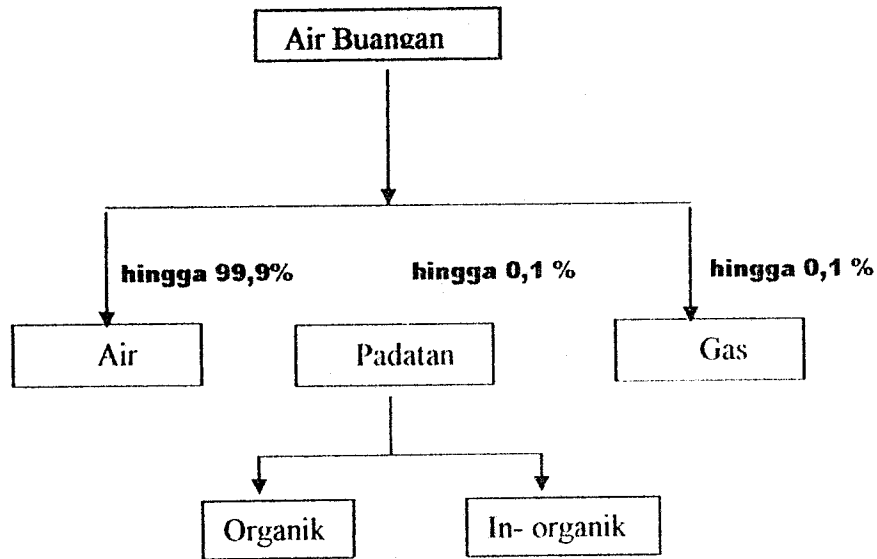 Air Buangan
hingga 99,9%
hingga 0,1 %
hingga 0,1 %
Air
Padatan
Gas
Organik
In- organik